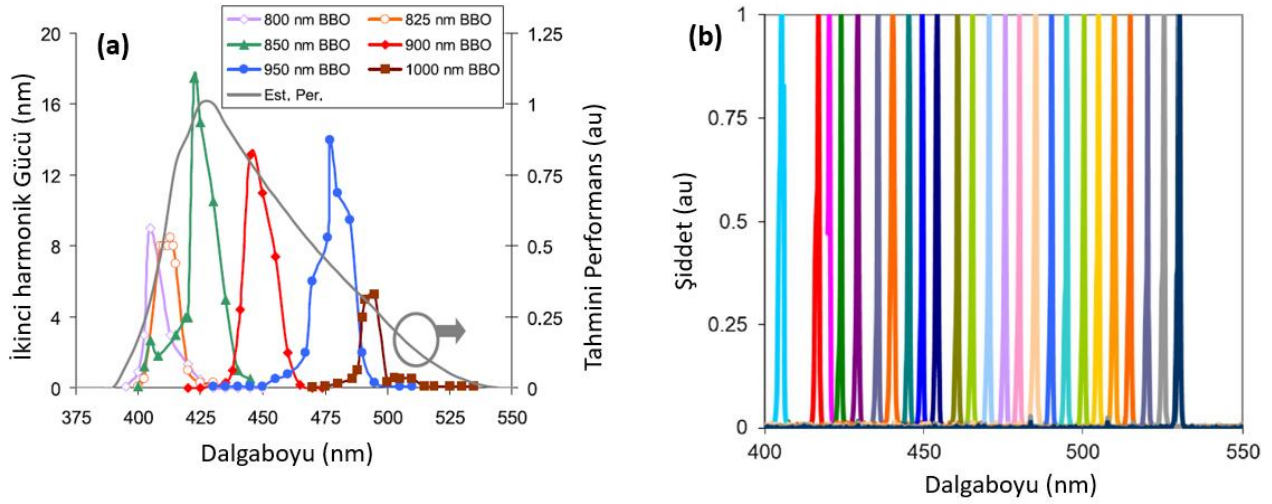 (a)
800 nm BBO
825 nm BBO
850 nm BBO
900 nm BBO
950 nm BBO
1000 nm BBO
Est. Per.
İkinci harmonik Gücü (nm)
20
16
12
8
4
0
1.25
1
0.75
0.5
0.25
0
Tahmini Performans (au)
375 400 425 450 475 500 525 550
Dalgaboyu (nm)
(b)
Şiddet (au)
1
0.75
0.5
0.25
0
400 450 500 550
Dalgaboyu (nm)